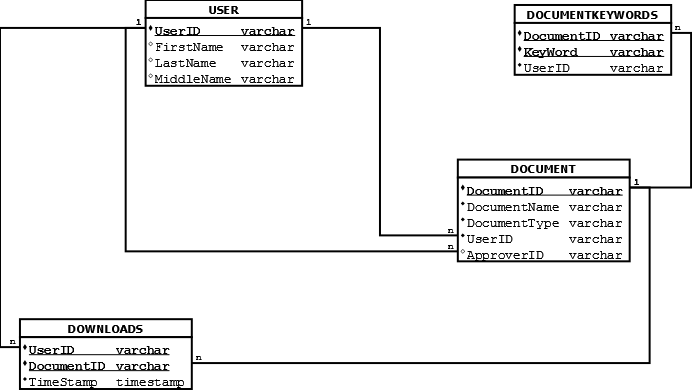 USER
UserID varchar
FirstName varchar
LastName varchar
MiddleName varchar
1
1
DOCUMENTKEYWORDS
DocumentID varchar
KeyWord varchar
UserID varchar
n
DOCUMENT
DocumentID varchar
DocumentName varchar
DocumentType varchar
UserID varchar
ApproverID varchar
1
n
n
DOWNLOADS
UserID varchar
DocumentID varchar
TimeStamp timestamp
n
n